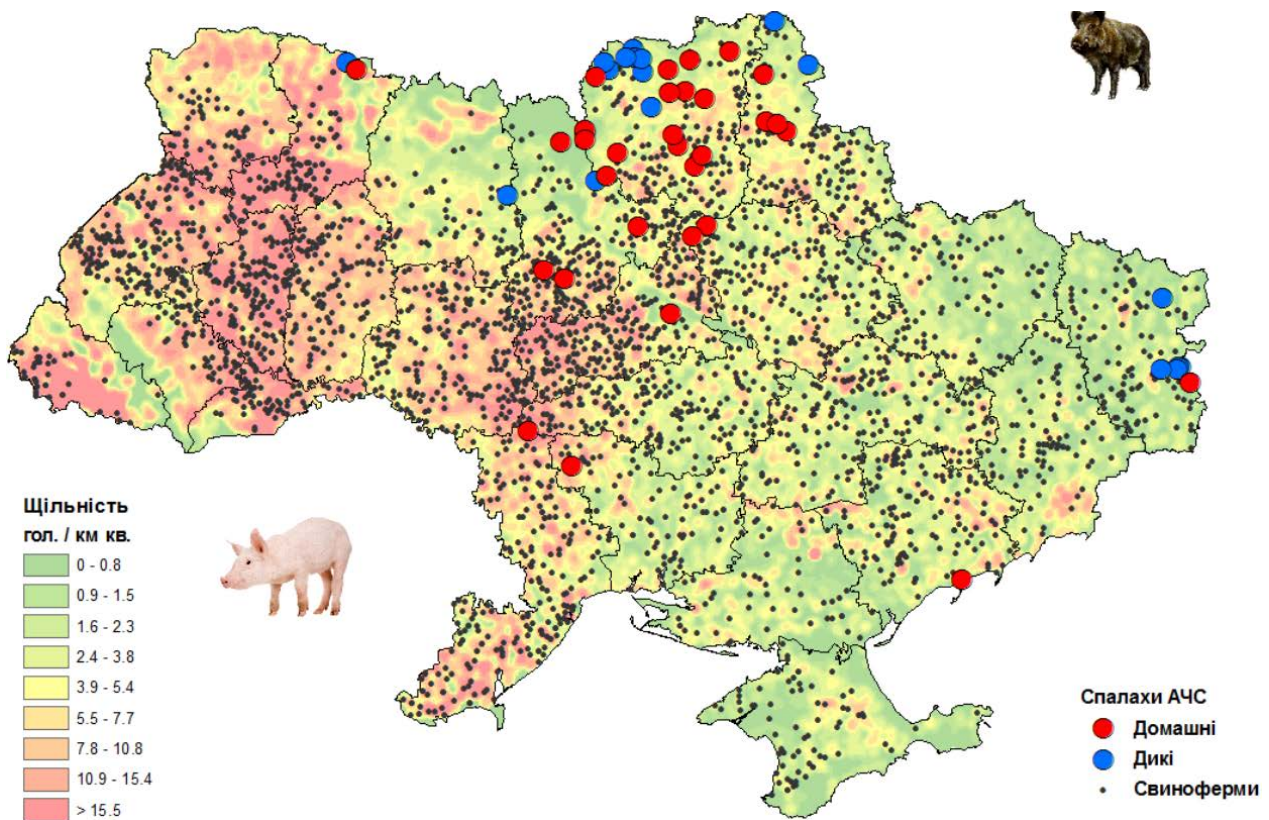 Щільність
гол. / км кв.
0 - 0.8
0.9 - 1.5
1.6 - 2.3
2.4 - 3.8
3.9 - 5.4
5.5 - 7.7
7.8 - 10.8
10.9 - 15.4
> 15.5
Спалахи АЧС
Домашні
Дикі
Свиноферми